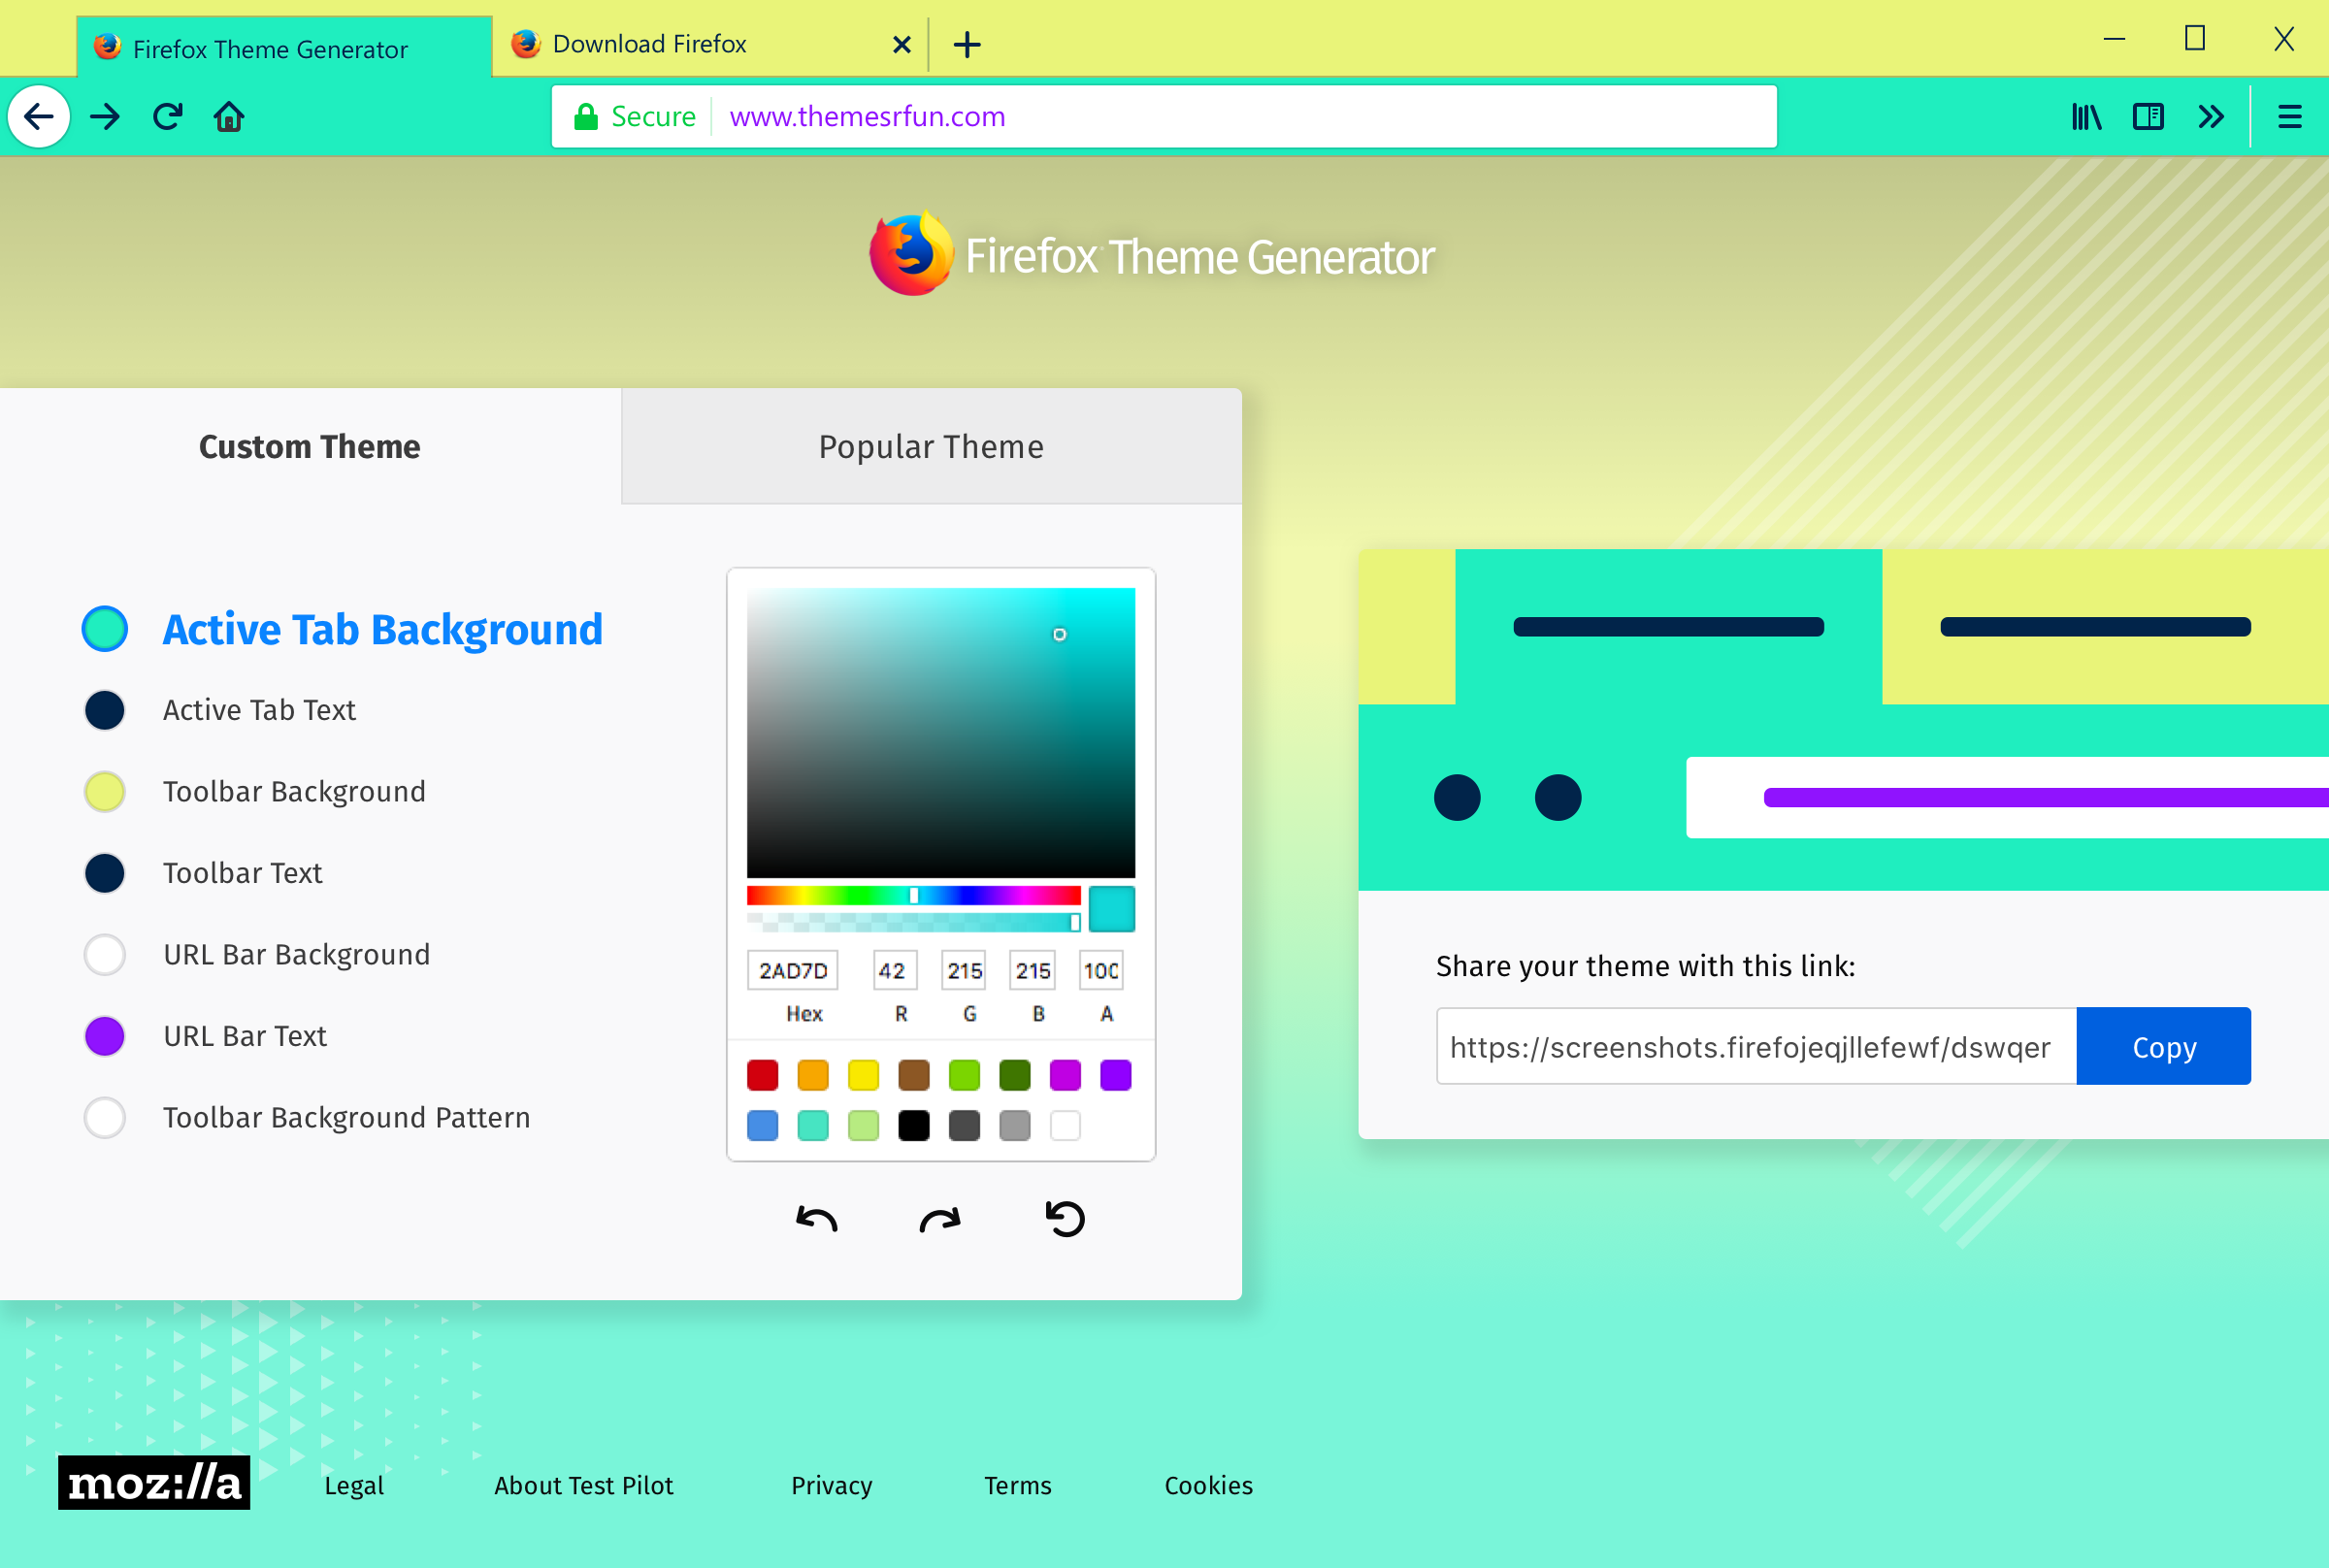 Firefox Theme Generator
Download Firefox
Secure
www.themesrfun.com
Firefox Theme Generator
Custom Theme
Popular Theme
Active Tab Background
Active Tab Text
Toolbar Background
Toolbar Text
URL Bar Background
URL Bar Text
Toolbar Background Pattern
2AD7D 42 215 215 100
Hex R G B A
Share your theme with this link:
https://screenshots.firefojeqjllefewf/dswqer
Copy
moz://a
Legal
About Test Pilot
Privacy
Terms
Cookies